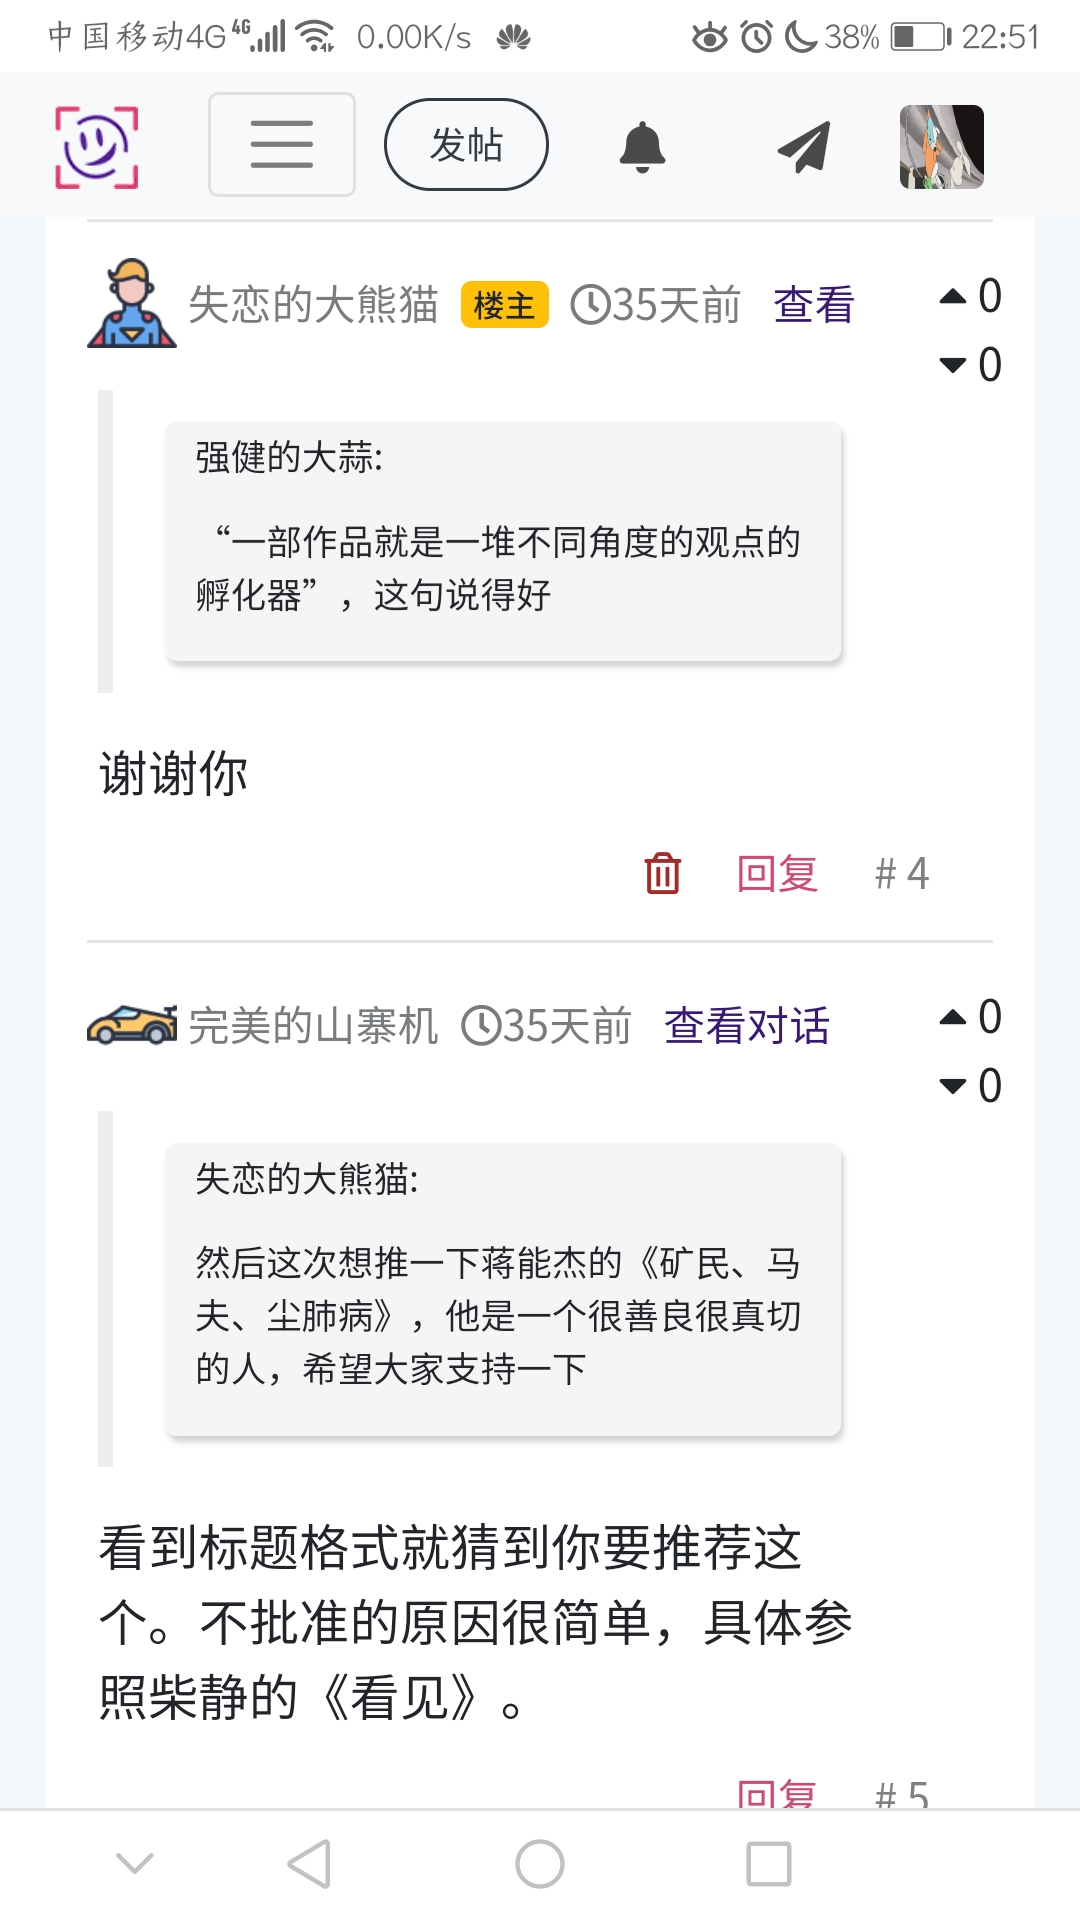 中国移动4G 4G 0.00K/s 38% 22:51
发帖
失恋的大熊猫 楼主 35天前 查看 0
0
强健的大蒜:
“一部作品就是一堆不同角度的观点的
孵化器”，这句说得好
谢谢你
回复 # 4
完美的山寨机 35天前 查看对话 0
0
失恋的大熊猫:
然后这次想推一下蒋能杰的《矿民、马
夫、尘肺病》，他是一个很善良很真切
的人，希望大家支持一下
看到标题格式就猜到你要推荐这
个。不批准的原因很简单，具体参
照柴静的《看见》。
回复 # 5